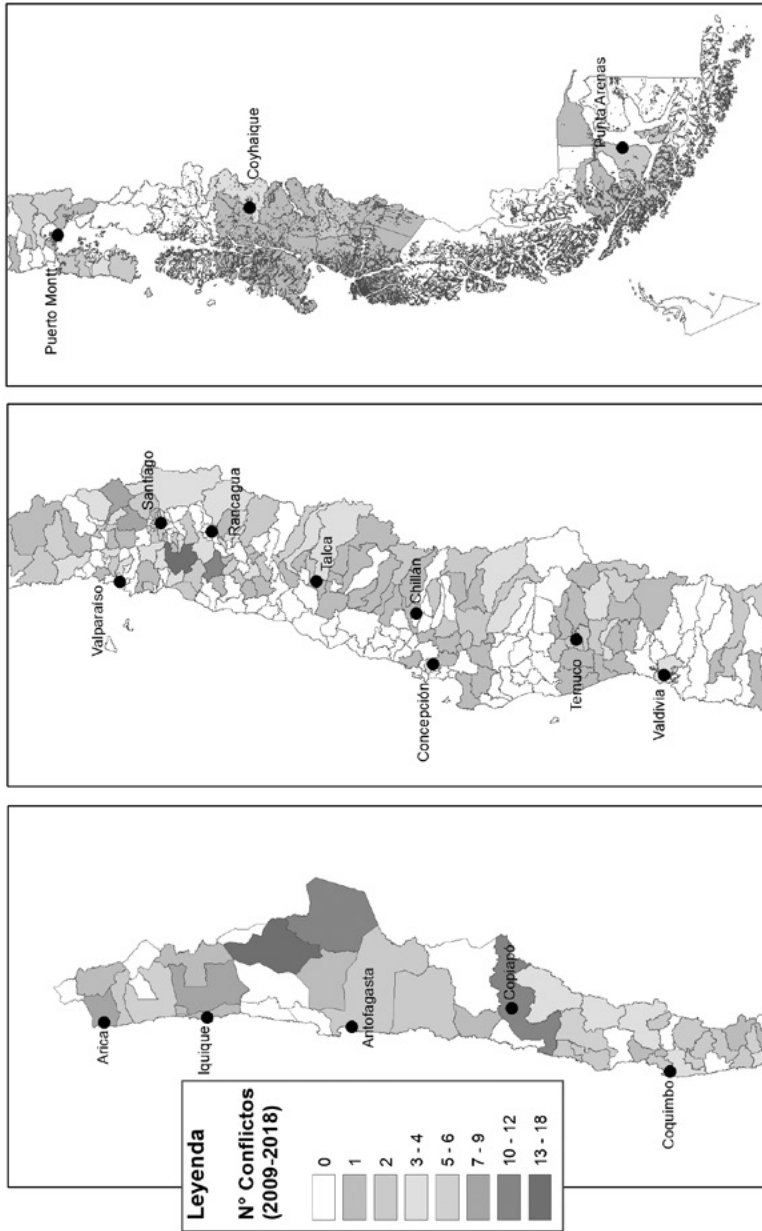 Arica
Iquique
Antofagasta
Copiapó
Coquimbo
Leyenda
N° Conflictos
(2009-2018)
0
1
2
3 - 4
5 - 6
7 - 9
10 - 12
13 - 18
Valparaíso
Santiago
Rancagua
Talca
Chillán
Concepción
Temuco
Valdivia
Puerto Montt
Coyhaique
Punta Arenas